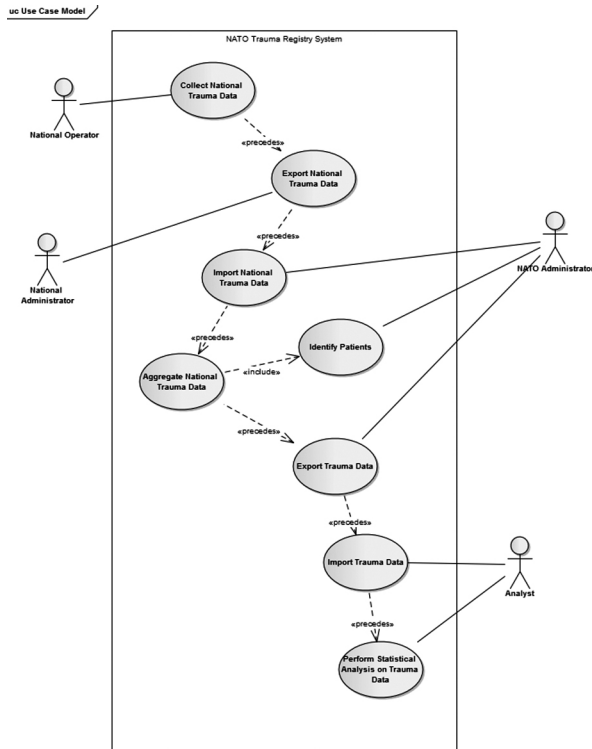 uc Use Case Model
NATO Trauma Registry System
Collect National
Trauma Data
National Operator
«precedes»
Export National
Trauma Data
«precedes»
National
Administrator
Import National
Trauma Data
NATO Administrator
«precedes»
Identify Patients
«include»
Aggregate National
Trauma Data
«precedes»
Export Trauma Data
«precedes»
Import Trauma Data
Analyst
«precedes»
Perform Statistical
Analysis on Trauma
Data